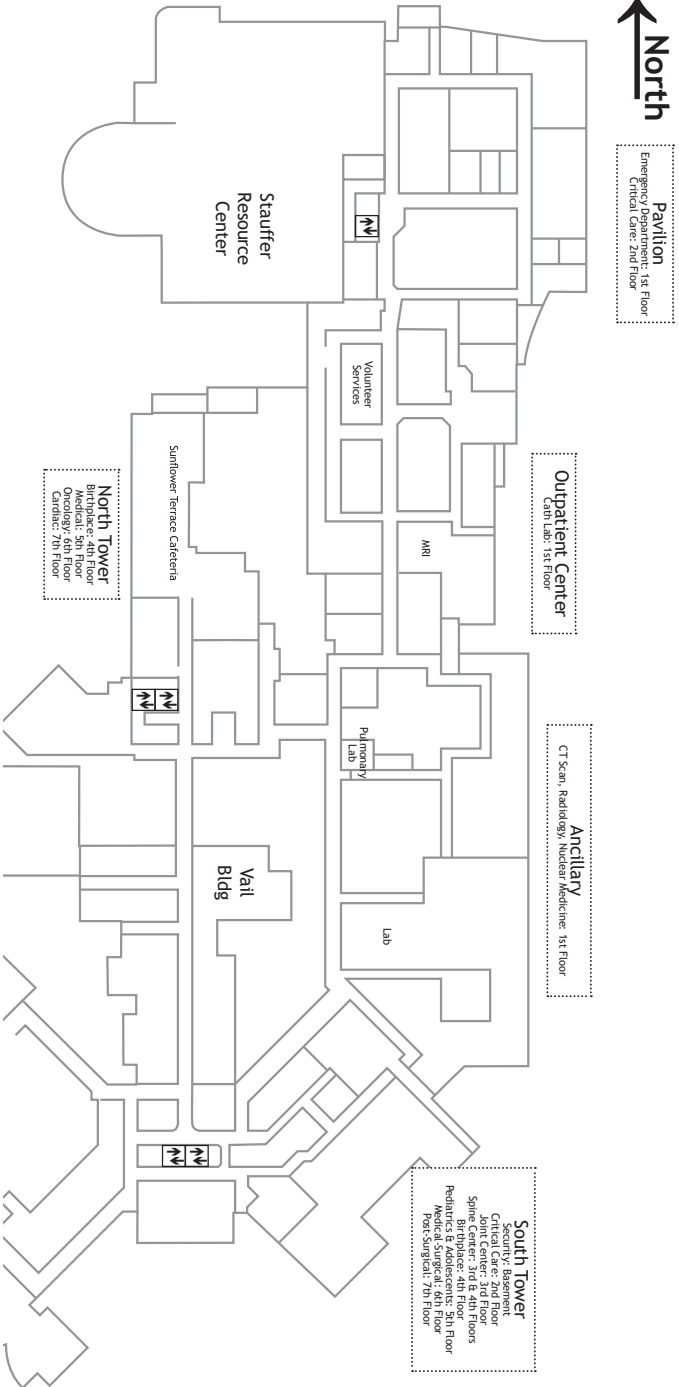 North
Pavilion
Emergency Department: 1st Floor
Critical Care: 2nd Floor
Stauffer
Resource
Center
Volunteer
Services
Outpatient Center
Cath Lab: 1st Floor
MRI
Sunflower Terrace Cafeteria
North Tower
Birthplace: 4th Floor
Medical: 5th Floor
Oncology: 6th Floor
Cardiac: 7th Floor
Ancillary
CT Scan, Radiology, Nuclear Medicine: 1st Floor
Pulmonary
Lab
Vail
Bldg
Lab
South Tower
Security: Basement
Critical Care: 2nd Floor
Joint Center: 3rd Floor
Spine Center: 3rd & 4th Floors
Birthplace: 4th Floor
Pediatrics & Adolescents: 5th Floor
Medical-Surgical: 6th Floor
Post-Surgical: 7th Floor